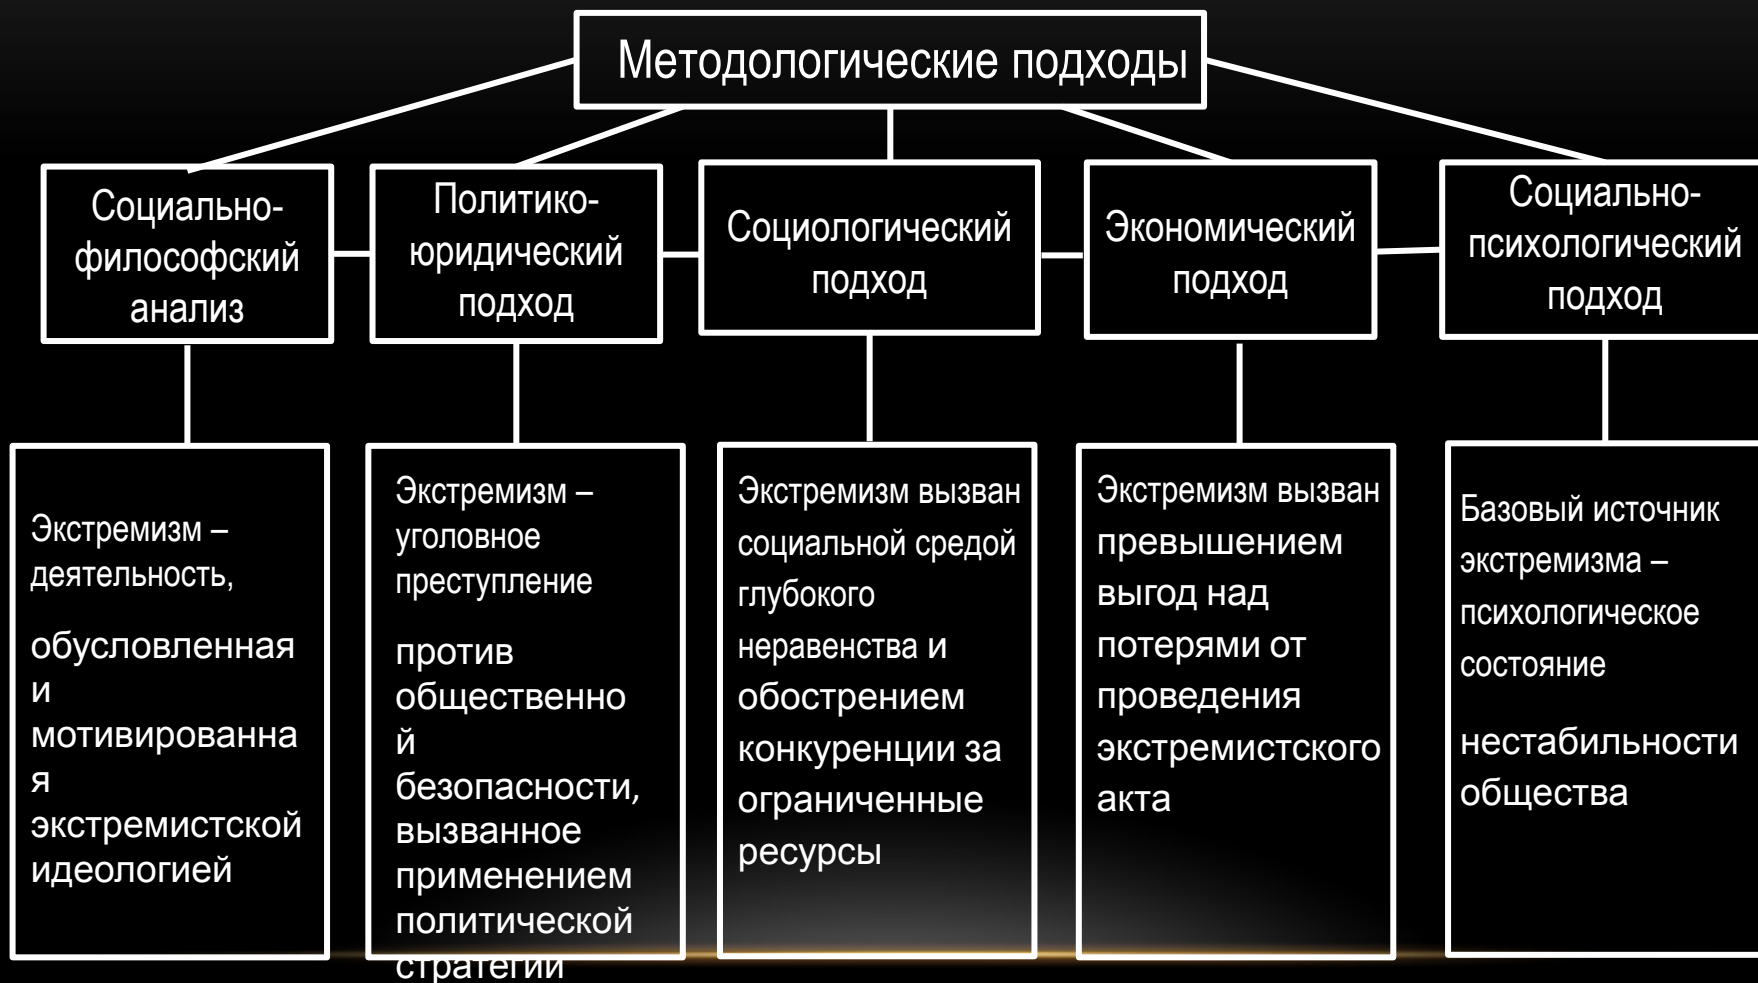 Методологические подходы
Социально-
философский
анализ
Политико-
юридический
подход
Социологический
подход
Экономический
подход
Социально-
психологический
подход
Экстремизм –
деятельность,
обусловленная
и
мотивированна
я
экстремистской
идеологией
Экстремизм –
уголовное
преступление
против
общественно
й
безопасности,
вызванное
применением
политической
стратегии
Экстремизм вызван
социальной средой
глубокого
неравенства и
обострением
конкуренции за
ограниченные
ресурсы
Экстремизм вызван
превышением
выгод над
потерями от
проведения
экстремистского
акта
Базовый источник
экстремизма –
психологическое
состояние
нестабильности
общества